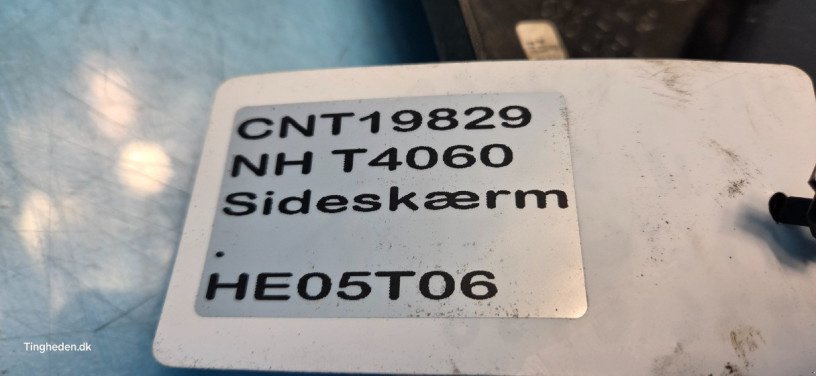 CNT19829
NH T4060
Sideskærm
.
HE05T06
Tingheden.dk